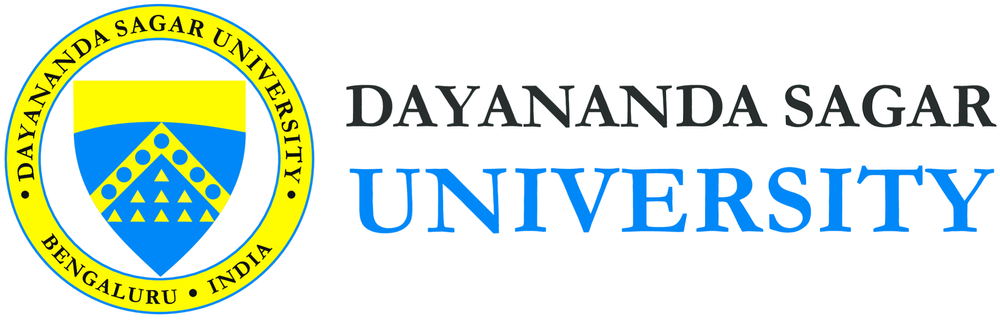 • DAYANANDA SAGAR UNIVERSITY •
BENGALURU • INDIA
DAYANANDA SAGAR
UNIVERSITY